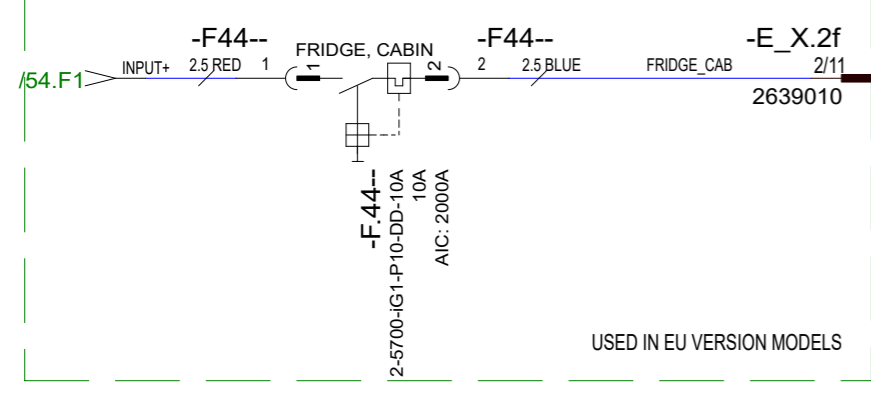 -F44--
FRIDGE, CABIN
-F44--
-E_X.2f
/54.F1
INPUT+
2.5 RED
1
1
2
2
2.5 BLUE
FRIDGE_CAB
2/11
2639010
-F.44--
2-5700-iG1-P10-DD-10A
10A
AIC: 2000A
USED IN EU VERSION MODELS